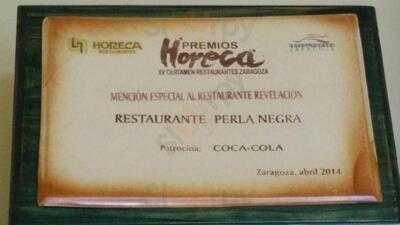 HORECA
PREMIOS
Horeca
XV CERTAMEN RESTAURANTES ZARAGOZA
MENCIÓN ESPECIAL AL RESTAURANTE REVELACIÓN
RESTAURANTE PERLA NEGRA
Patrocina: COCA-COLA
Zaragoza, abril 2014